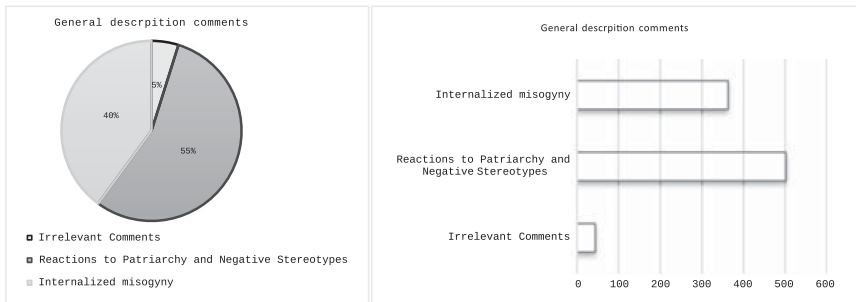 General descrpition comments
5%
40%
55%
Irrelevant Comments
Reactions to Patriarchy and Negative Stereotypes
Internalized misogyny
General descrpition comments
Internalized misogyny
Reactions to Patriarchy and
Negative Stereotypes
Irrelevant Comments
0 100 200 300 400 500 600